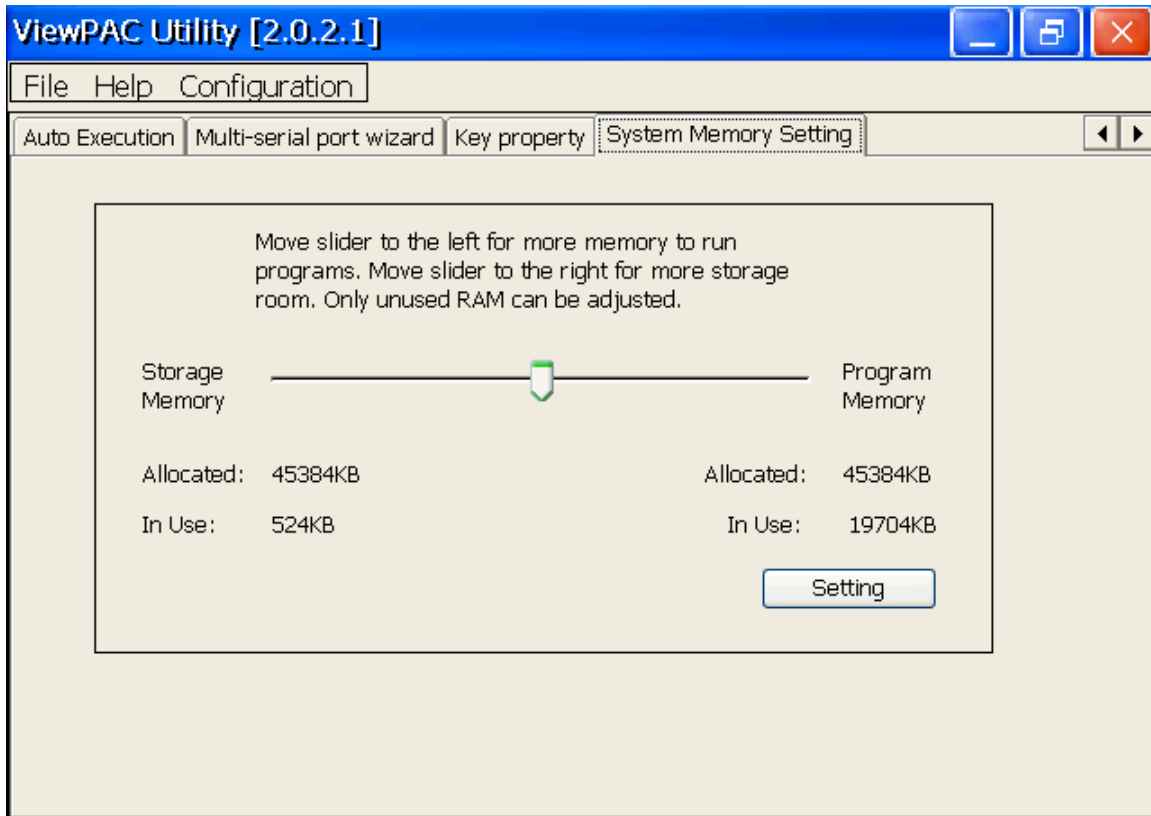 ViewPAC Utility [2.0.2.1]
File Help Configuration
Auto Execution Multi-serial port wizard Key property System Memory Setting
Move slider to the left for more memory to run
programs. Move slider to the right for more storage
room. Only unused RAM can be adjusted.
Storage
Memory
Program
Memory
Allocated: 45384KB Allocated: 45384KB
In Use: 524KB In Use: 19704KB
Setting